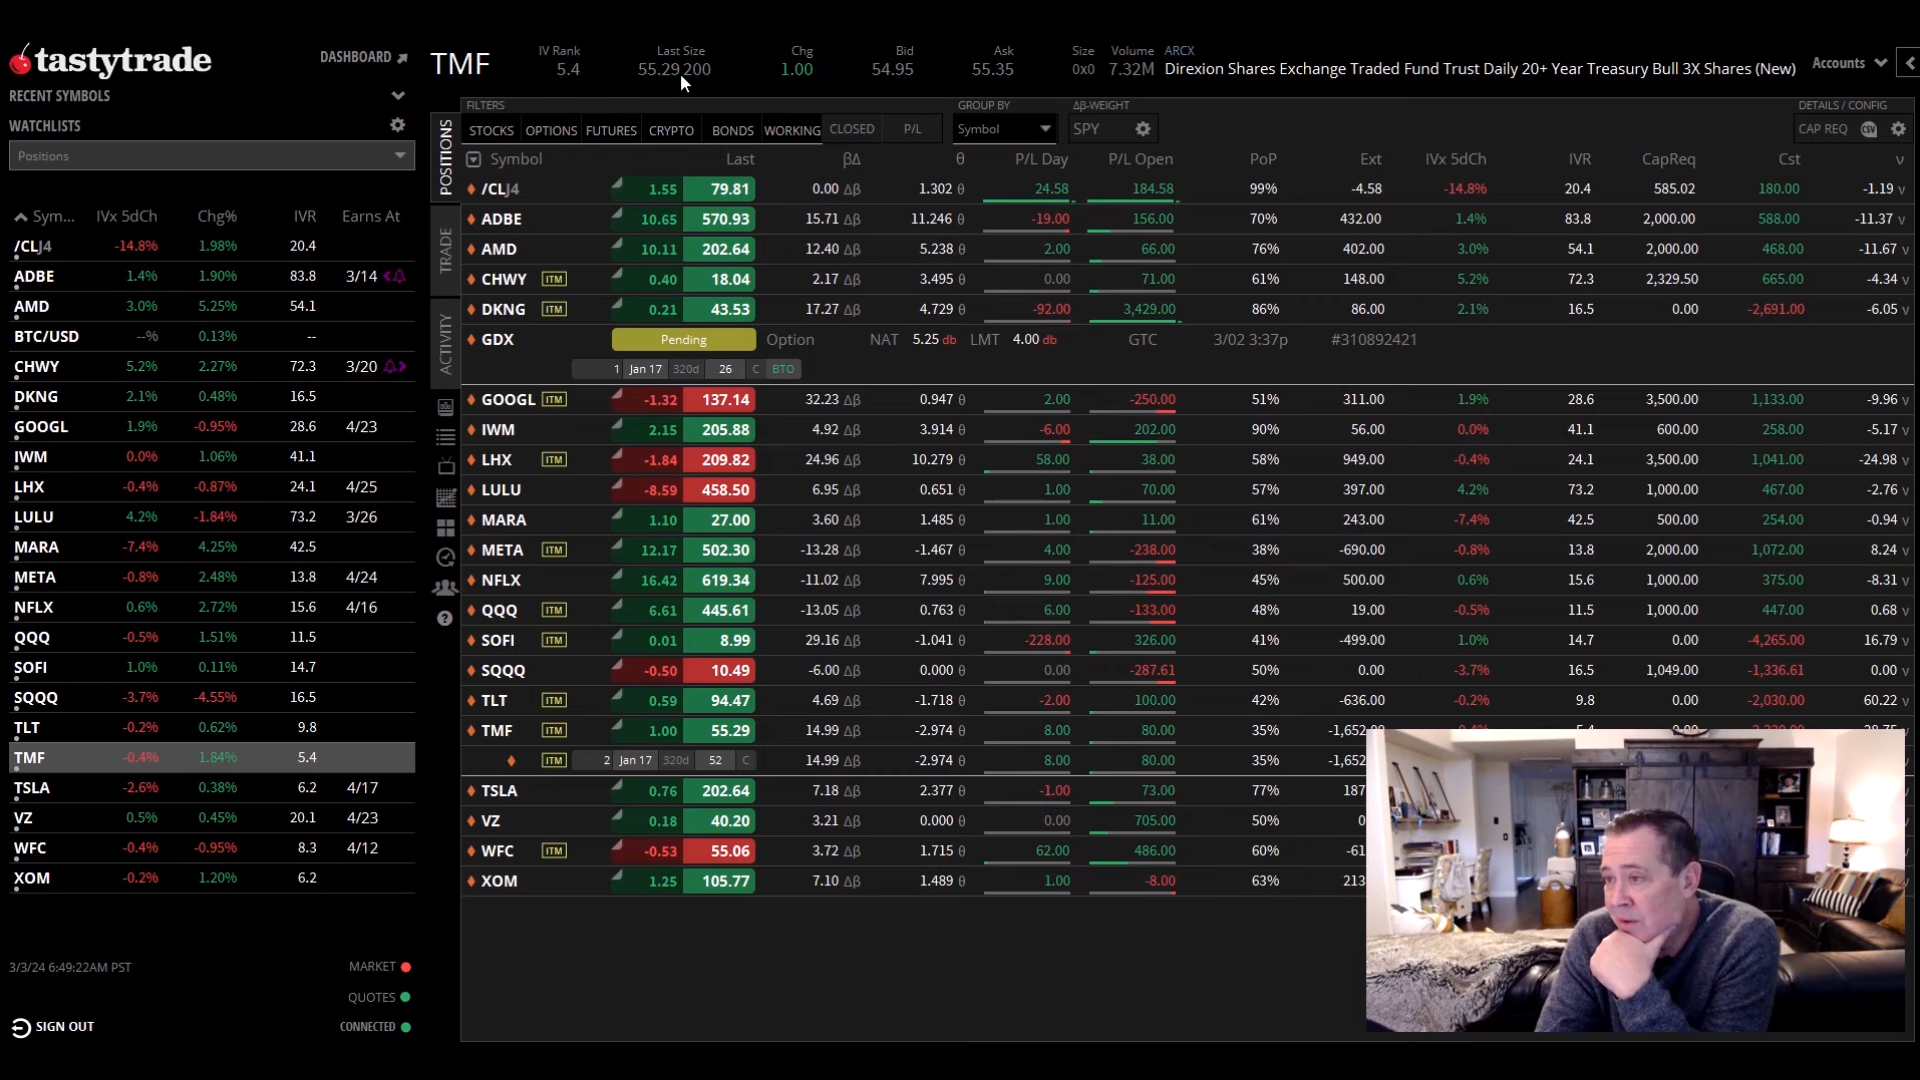 tastytrade
DASHBOARD
RECENT SYMBOLS
WATCHLISTS
Positions
Sym... IVx 5dCh Chg% IVR Earns At
/CLJ4 -14.8% 1.98% 20.4
ADBE 1.4% 1.90% 83.8 3/14
AMD 3.0% 5.25% 54.1
BTC/USD --% 0.13% --
CHWY 5.2% 2.27% 72.3 3/20
DKNG 2.1% 0.48% 16.5
GOOGL 1.9% -0.95% 28.6 4/23
IWM 0.0% 1.06% 41.1
LHX -0.4% -0.87% 24.1 4/25
LULU 4.2% -1.84% 73.2 3/26
MARA -7.4% 4.25% 42.5
META -0.8% 2.48% 13.8 4/24
NFLX 0.6% 2.72% 15.6 4/16
QQQ -0.5% 1.51% 11.5
SOFI 1.0% 0.11% 14.7
SQQQ -3.7% -4.55% 16.5
TLT -0.2% 0.62% 9.8
TMF -0.4% 1.84% 5.4
TSLA -2.6% 0.38% 6.2 4/17
VZ 0.5% 0.45% 20.1 4/23
WFC -0.4% -0.95% 8.3 4/12
XOM -0.2% 1.20% 6.2
3/3/24 6:49:22AM PST MARKET
QUOTES
SIGN OUT CONNECTED
TMF
IV Rank Last Size Chg Bid Ask Size Volume ARCX
5.4 55.29 200 1.00 54.95 55.35 0x0 7.32M Direxion Shares Exchange Traded Fund Trust Daily 20+ Year Treasury Bull 3X Shares (New)
Accounts
POSITIONS
TRADE
ACTIVITY
FILTERS GROUP BY Δβ-WEIGHT DETAILS / CONFIG
STOCKS OPTIONS FUTURES CRYPTO BONDS WORKING CLOSED P/L Symbol SPY CAP REQ CSV
Symbol Last βΔ θ P/L Day P/L Open PoP Ext IVx 5dCh IVR CapReq Cst ν
/CLJ4 1.55 79.81 0.00 Δβ 1.302 θ 24.58 184.58 99% -4.58 -14.8% 20.4 585.02 180.00 -1.19 ν
ADBE 10.65 570.93 15.71 Δβ 11.246 θ -19.00 156.00 70% 432.00 1.4% 83.8 2,000.00 588.00 -11.37 ν
AMD 10.11 202.64 12.40 Δβ 5.238 θ 2.00 66.00 76% 402.00 3.0% 54.1 2,000.00 468.00 -11.67 ν
CHWY ITM 0.40 18.04 2.17 Δβ 3.495 θ 0.00 71.00 61% 148.00 5.2% 72.3 2,329.50 665.00 -4.34 ν
DKNG ITM 0.21 43.53 17.27 Δβ 4.729 θ -92.00 3,429.00 86% 86.00 2.1% 16.5 0.00 -2,691.00 -6.05 ν
GDX Pending Option NAT 5.25 db LMT 4.00 db GTC 3/02 3:37p #310892421
1 Jan 17 320d 26 C BTO
GOOGL ITM -1.32 137.14 32.23 Δβ 0.947 θ 2.00 -250.00 51% 311.00 1.9% 28.6 3,500.00 1,133.00 -9.96 ν
IWM 2.15 205.88 4.92 Δβ 3.914 θ -6.00 202.00 90% 56.00 0.0% 41.1 600.00 258.00 -5.17 ν
LHX ITM -1.84 209.82 24.96 Δβ 10.279 θ 58.00 38.00 58% 949.00 -0.4% 24.1 3,500.00 1,041.00 -24.98 ν
LULU -8.59 458.50 6.95 Δβ 0.651 θ 1.00 70.00 57% 397.00 4.2% 73.2 1,000.00 467.00 -2.76 ν
MARA 1.10 27.00 3.60 Δβ 1.485 θ 1.00 11.00 61% 243.00 -7.4% 42.5 500.00 254.00 -0.94 ν
META ITM 12.17 502.30 -13.28 Δβ -1.467 θ 4.00 -238.00 38% -690.00 -0.8% 13.8 2,000.00 1,072.00 8.24 ν
NFLX 16.42 619.34 -11.02 Δβ 7.995 θ 9.00 -125.00 45% 500.00 0.6% 15.6 1,000.00 375.00 -8.31 ν
QQQ ITM 6.61 445.61 -13.05 Δβ 0.763 θ 6.00 -133.00 48% 19.00 -0.5% 11.5 1,000.00 447.00 0.68 ν
SOFI ITM 0.01 8.99 29.16 Δβ -1.041 θ -228.00 326.00 41% -499.00 1.0% 14.7 0.00 -4,265.00 16.79 ν
SQQQ -0.50 10.49 -6.00 Δβ 0.000 θ 0.00 -287.61 50% 0.00 -3.7% 16.5 1,049.00 -1,336.61 0.00 ν
TLT ITM 0.59 94.47 4.69 Δβ -1.718 θ -2.00 100.00 42% -636.00 -0.2% 9.8 0.00 -2,030.00 60.22 ν
TMF ITM 1.00 55.29 14.99 Δβ -2.974 θ 8.00 80.00 35% -1,652.00
ITM 2 Jan 17 320d 52 C 14.99 Δβ -2.974 θ 8.00 80.00 35% -1,652
TSLA 0.76 202.64 7.18 Δβ 2.377 θ -1.00 73.00 77% 187
VZ 0.18 40.20 3.21 Δβ 0.000 θ 0.00 705.00 50% 0
WFC ITM -0.53 55.06 3.72 Δβ 1.715 θ 62.00 486.00 60% -61
XOM 1.25 105.77 7.10 Δβ 1.489 θ 1.00 -8.00 63% 213